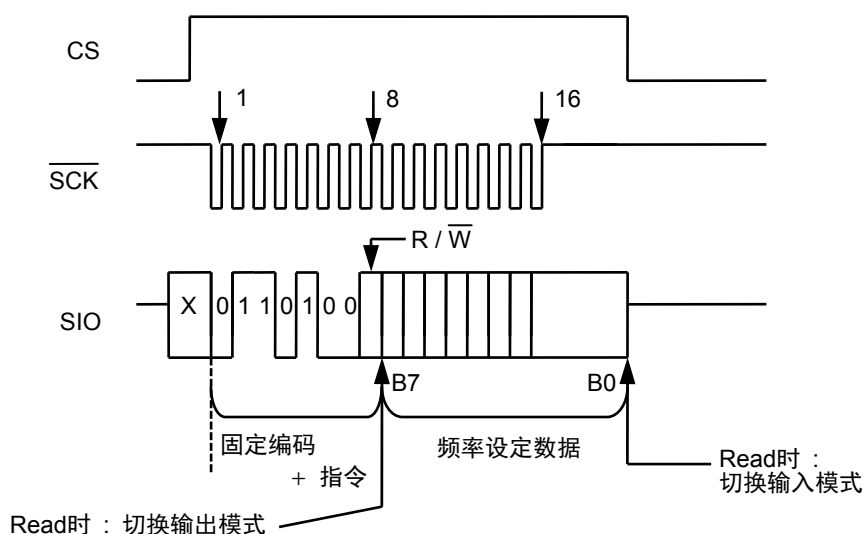 CS
1
8
16
SCK
R / W
SIO
X
0
1
1
0
1
0
0
B7
B0
固定编码
+ 指令
频率设定数据
Read时 :
切换输入模式
Read时 : 切换输出模式